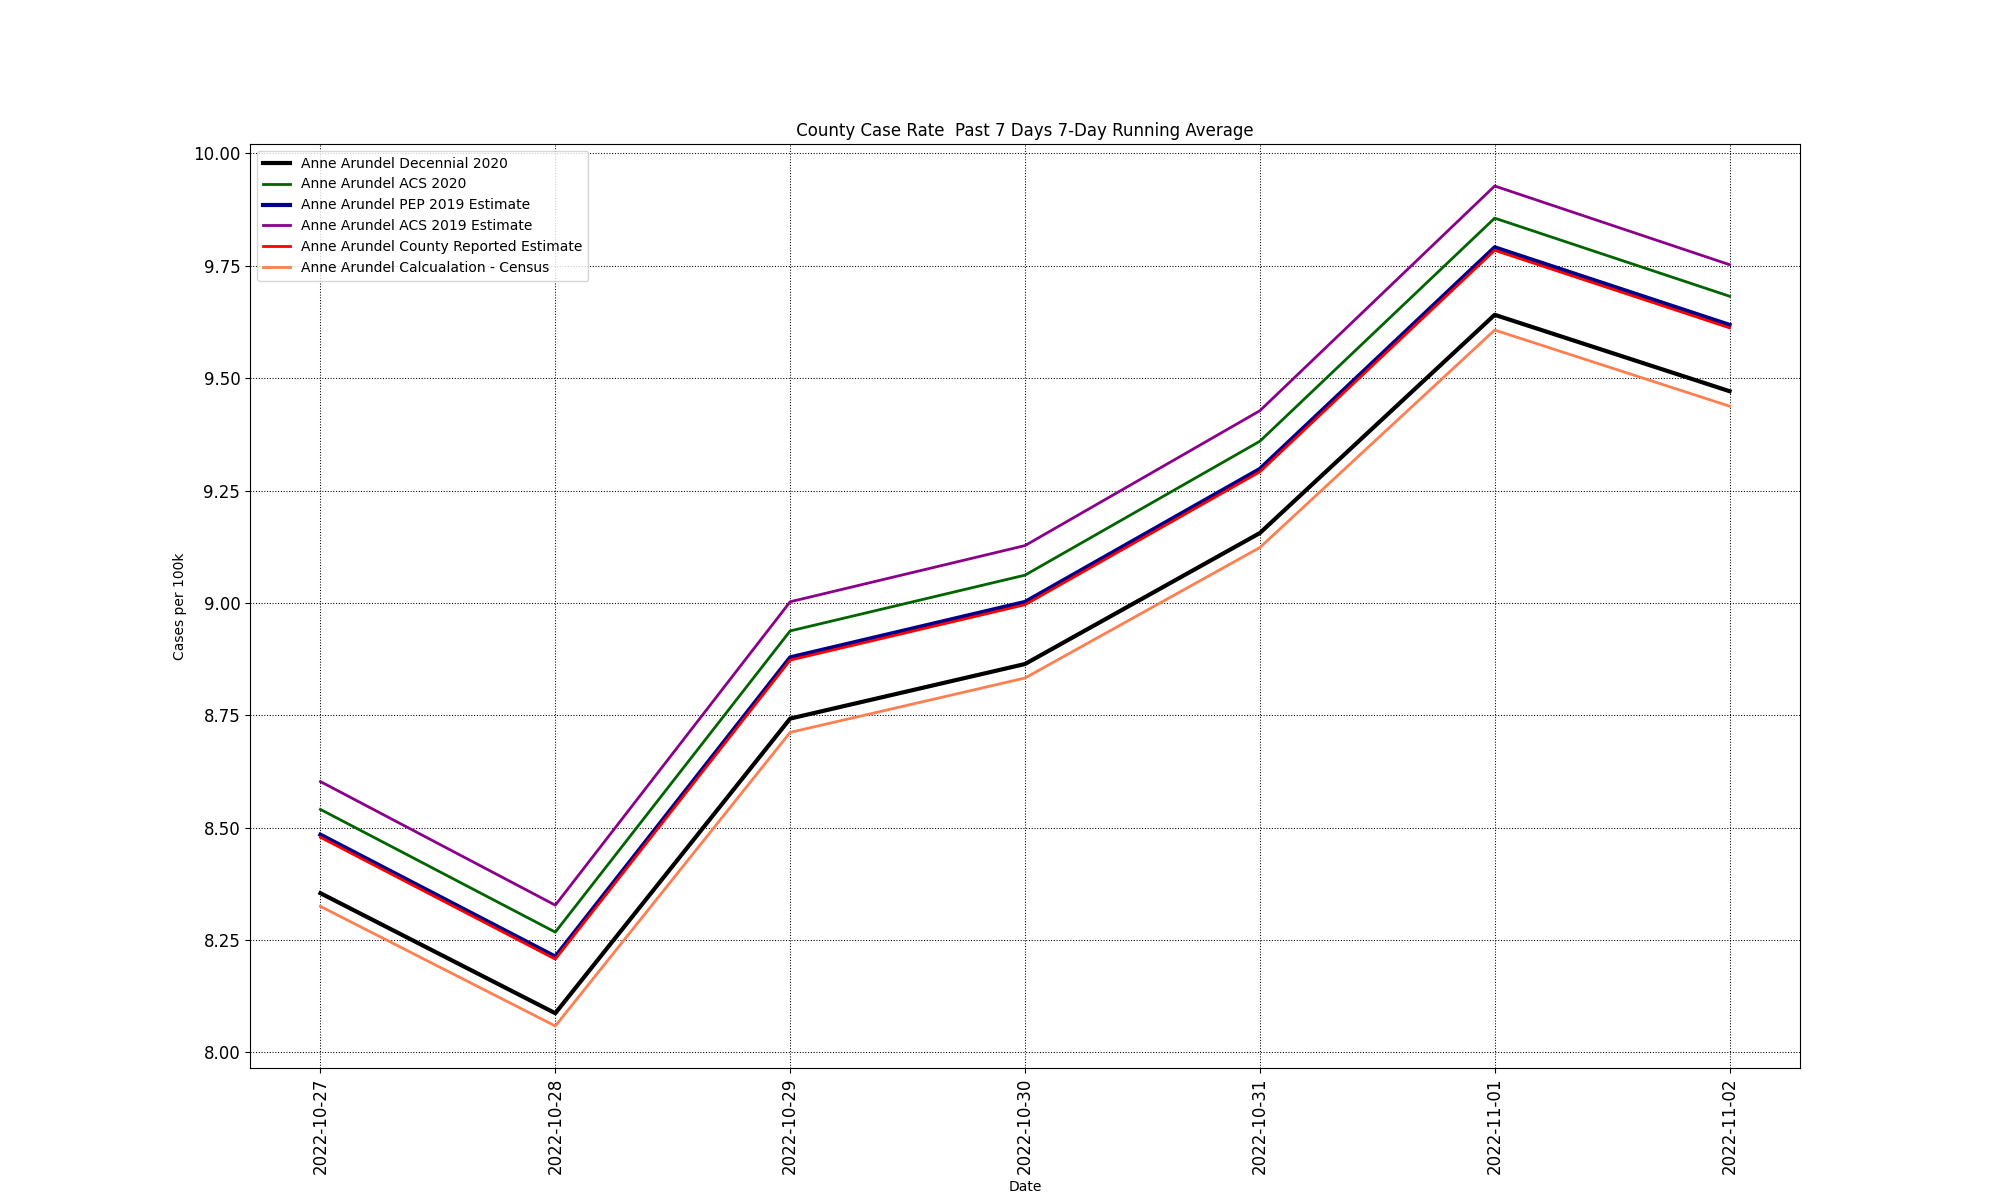 County Case Rate  Past 7 Days 7-Day Running Average
Anne Arundel Decennial 2020
Anne Arundel ACS 2020
Anne Arundel PEP 2019 Estimate
Anne Arundel ACS 2019 Estimate
Anne Arundel County Reported Estimate
Anne Arundel Calcualation - Census
Cases per 100k
10.00
9.75
9.50
9.25
9.00
8.75
8.50
8.25
8.00
2022-10-27
2022-10-28
2022-10-29
2022-10-30
2022-10-31
2022-11-01
2022-11-02
Date